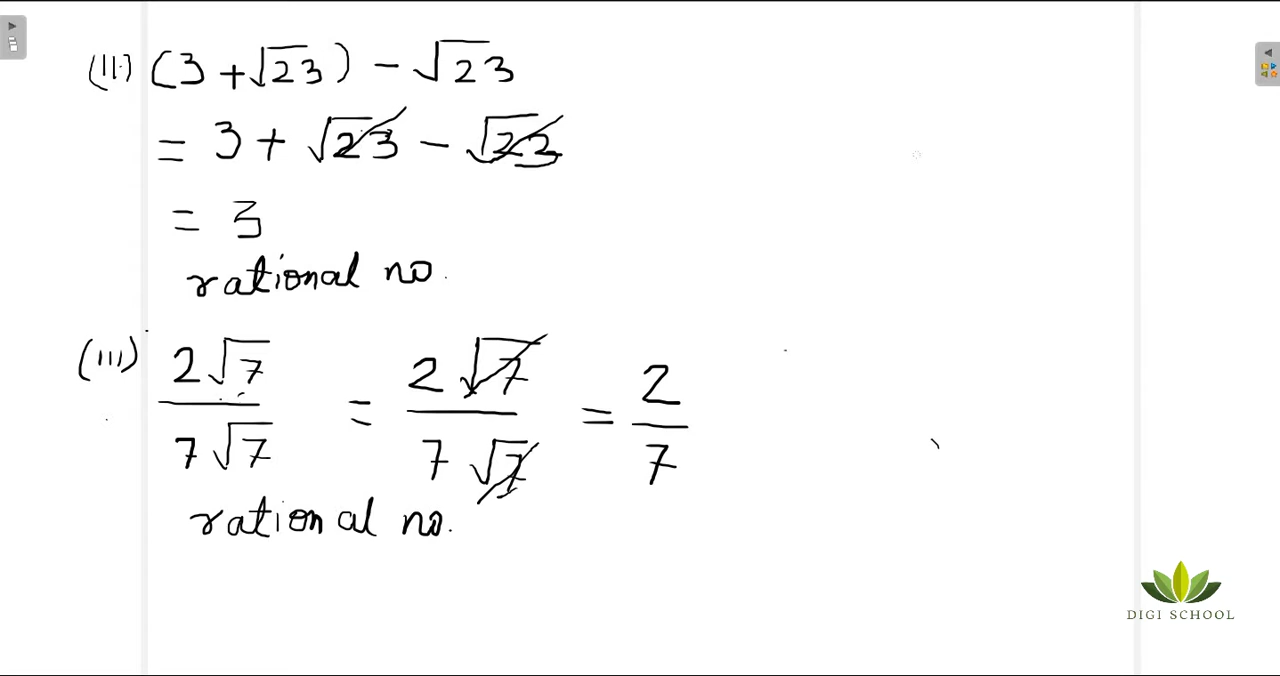 (II) (3 + √23) - √23
= 3 + √23 - √23
= 3
rational no.
(III) 2√7 / 7√7 = 2√7 / 7√7 = 2 / 7
rational no.
DIGI SCHOOL